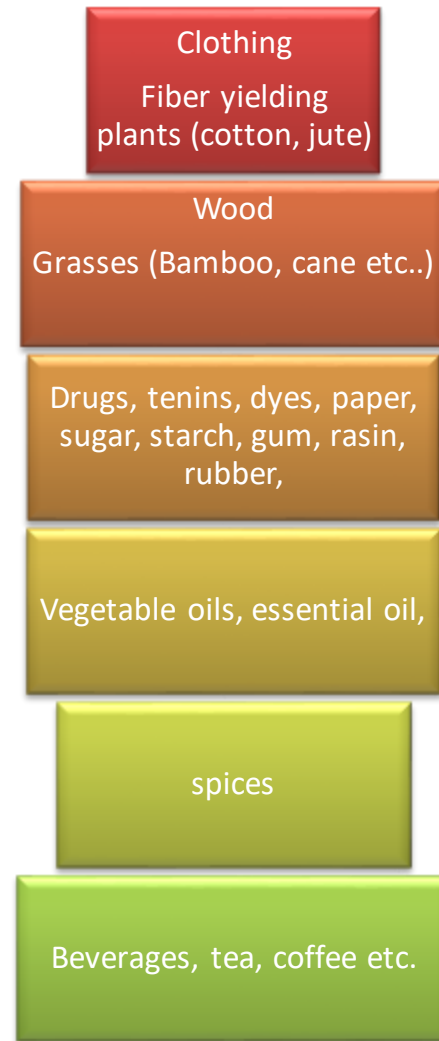 Clothing
Fiber yielding
plants (cotton, jute)
Wood
Grasses (Bamboo, cane etc..)
Drugs, tenins, dyes, paper,
sugar, starch, gum, rasin,
rubber,
Vegetable oils, essential oil,
spices
Beverages, tea, coffee etc.